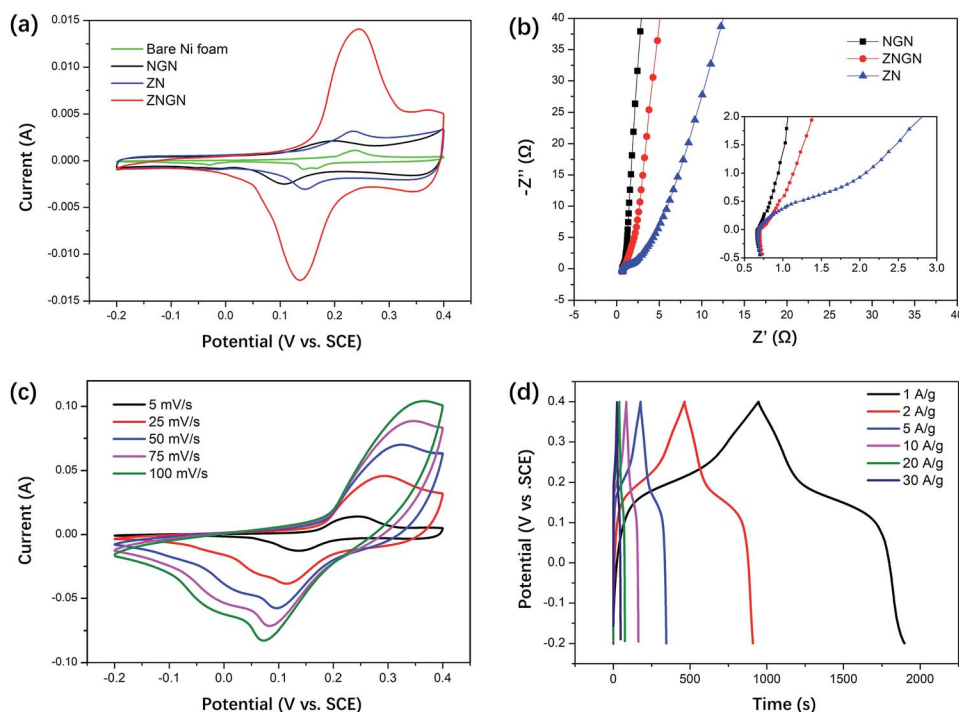 (a)
Bare Ni foam
NGN
ZN
ZNGN
0.015
0.010
0.005
0.000
-0.005
-0.010
-0.015
Current (A)
-0.2 -0.1 0.0 0.1 0.2 0.3 0.4
Potential (V vs. SCE)
(b)
NGN
ZNGN
ZN
40
35
30
25
20
15
10
5
0
-5
-Z'' (Ω)
2.0
1.5
1.0
0.5
0.0
-0.5
0.5 1.0 1.5 2.0 2.5 3.0
0 5 10 15 20 25 30 35 40
Z' (Ω)
(c)
5 mV/s
25 mV/s
50 mV/s
75 mV/s
100 mV/s
0.10
0.05
0.00
-0.05
-0.10
Current (A)
-0.2 -0.1 0.0 0.1 0.2 0.3 0.4
Potential (V vs. SCE)
(d)
1 A/g
2 A/g
5 A/g
10 A/g
20 A/g
30 A/g
0.4
0.3
0.2
0.1
0.0
-0.1
-0.2
Potential (V vs .SCE)
0 500 1000 1500 2000
Time (s)